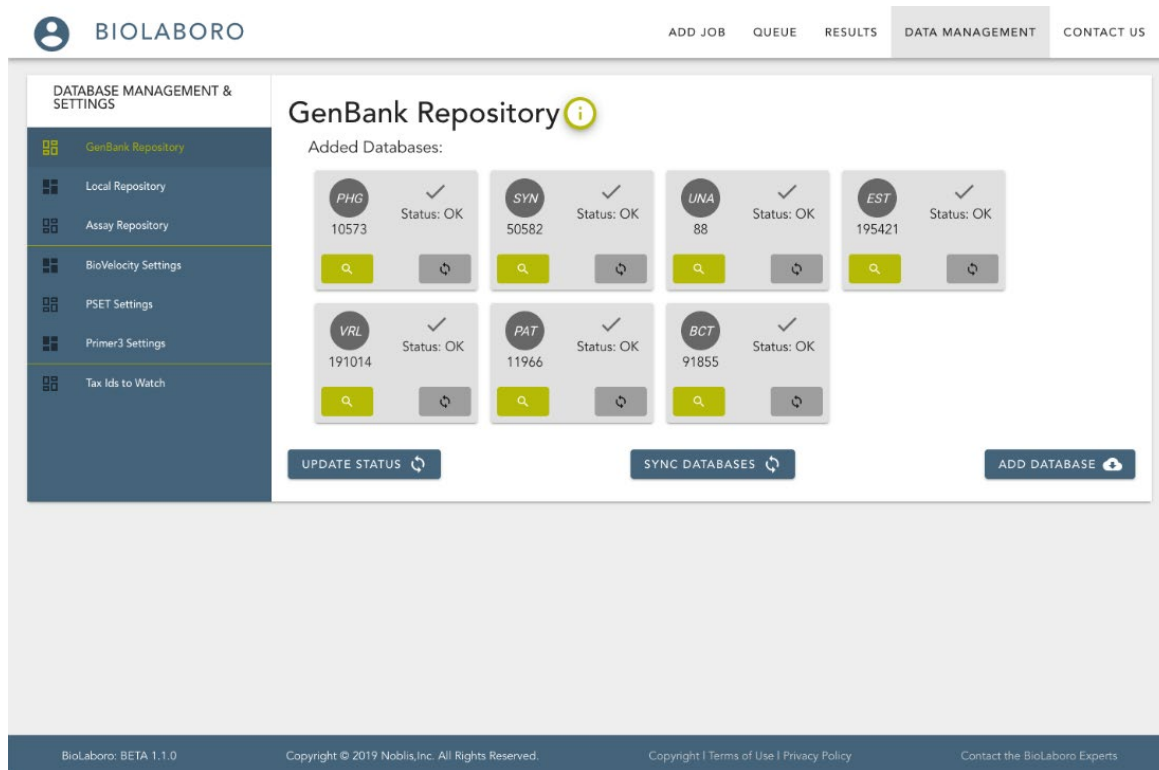 BIOLABORO
ADD JOB QUEUE RESULTS DATA MANAGEMENT CONTACT US
DATABASE MANAGEMENT &
SETTINGS
GenBank Repository
Local Repository
Assay Repository
BioVelocity Settings
PSET Settings
Primer3 Settings
Tax Ids to Watch
GenBank Repository i
Added Databases:
PHG
Status: OK
10573
SYN
Status: OK
50582
UNA
Status: OK
88
EST
Status: OK
195421
VRL
Status: OK
191014
PAT
Status: OK
11966
BCT
Status: OK
91855
UPDATE STATUS
SYNC DATABASES
ADD DATABASE
BioLaboro: BETA 1.1.0
Copyright © 2019 Noblis,Inc. All Rights Reserved.
Copyright | Terms of Use | Privacy Policy
Contact the BioLaboro Experts